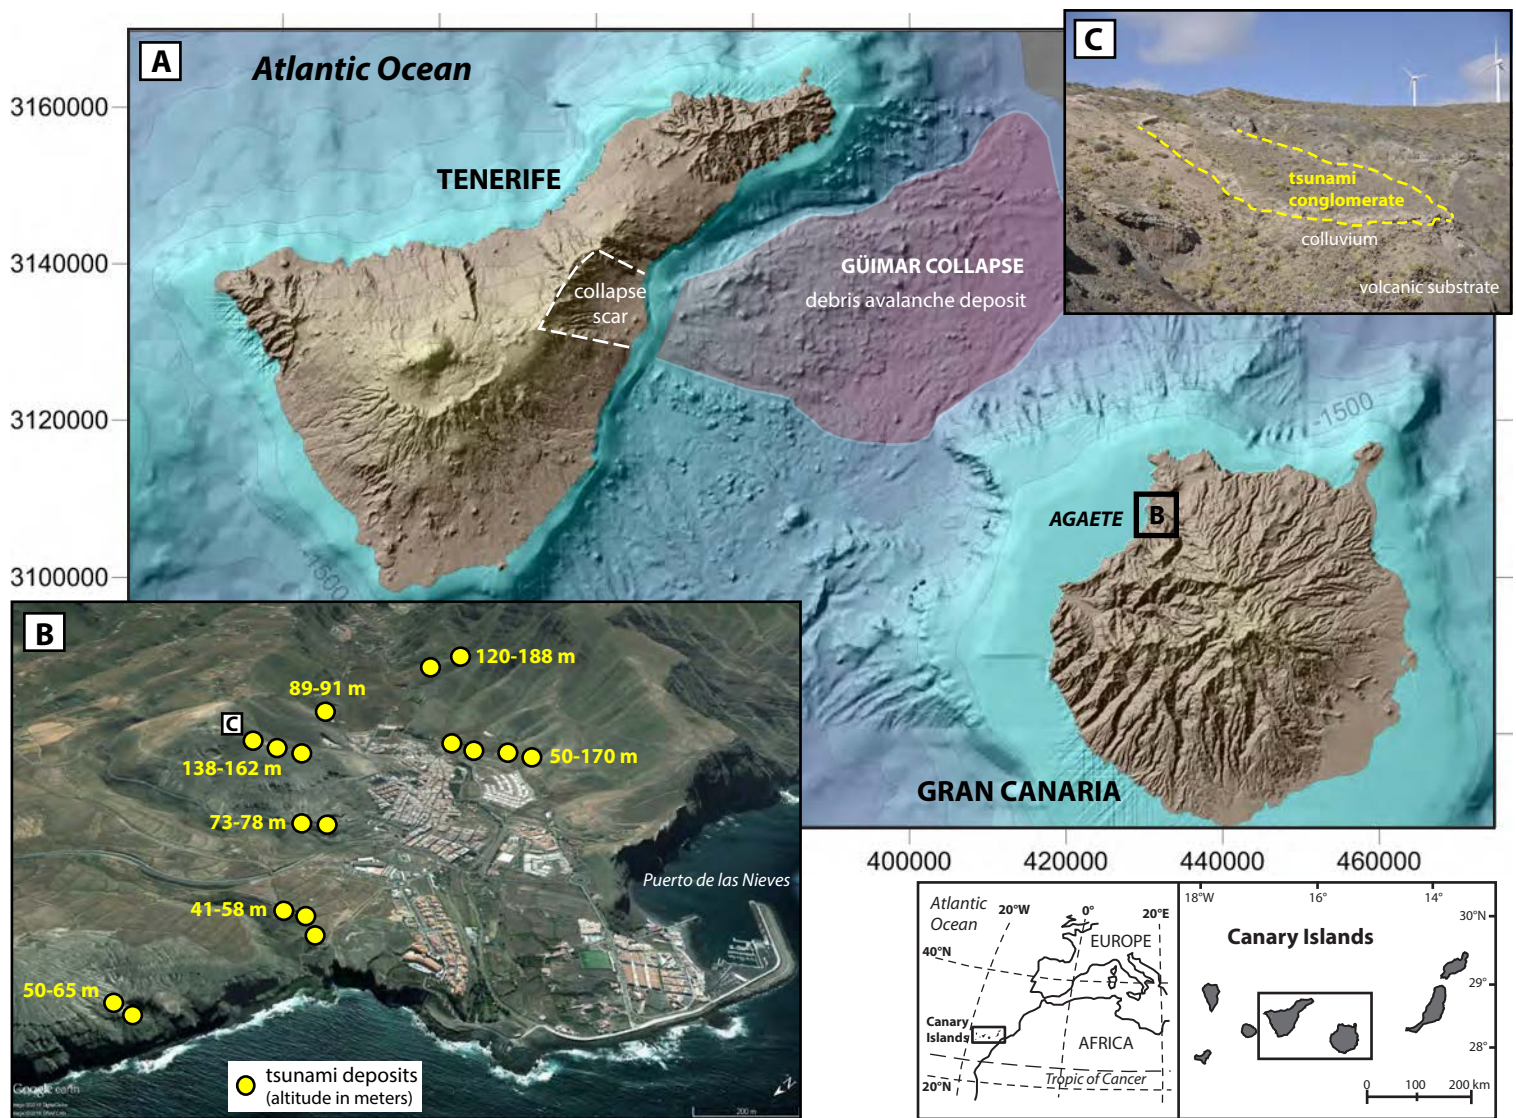 A
Atlantic Ocean
TENERIFE
collapse
scar
GÜIMAR COLLAPSE
debris avalanche deposit
-1500
1500
AGAETE
B
GRAN CANARIA
3160000
3140000
3120000
3100000
400000
420000
440000
460000
C
tsunami
conglomerate
colluvium
volcanic substrate
B
120-188 m
89-91 m
C
138-162 m
50-170 m
73-78 m
Puerto de las Nieves
41-58 m
50-65 m
Google earth
tsunami deposits
(altitude in meters)
N
200 m
Atlantic
Ocean
20°W
0°
20°E
40°N
EUROPE
Canary
Islands
AFRICA
20°N
Tropic of Cancer
18°W
16°
14°
30°N
Canary Islands
29°
28°
0
100
200 km